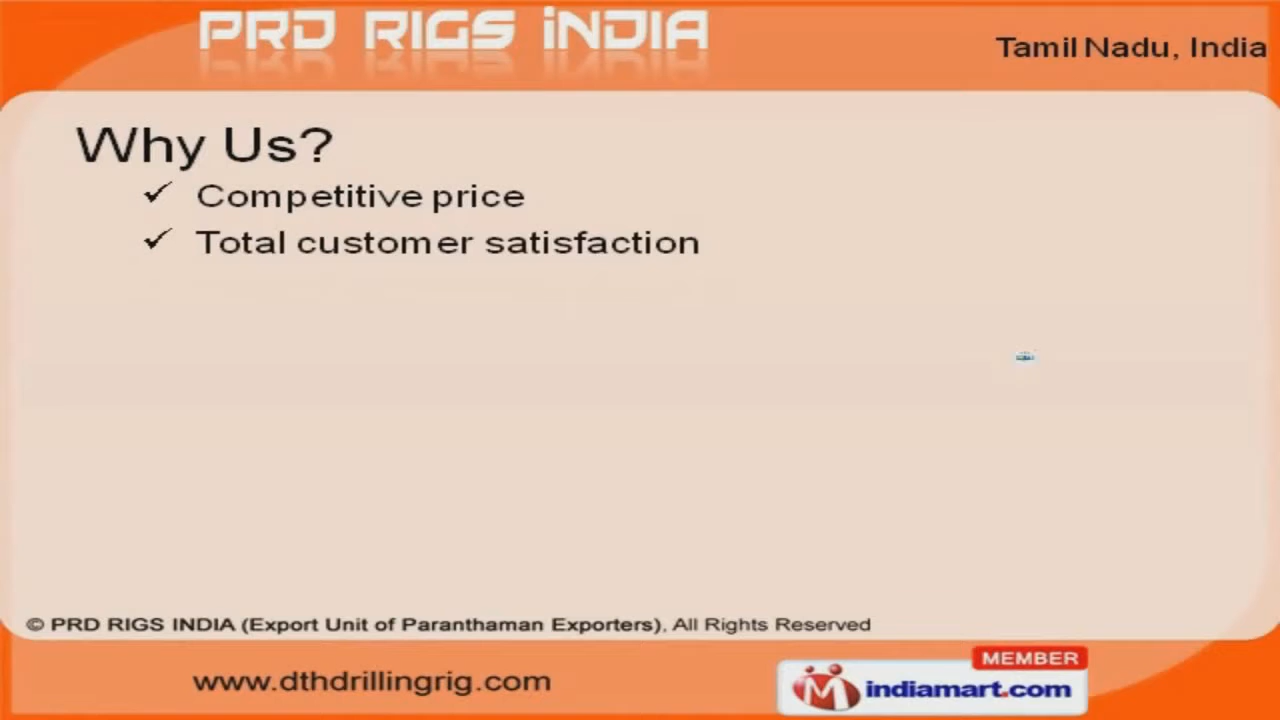 PRD RIGS INDIA
Tamil Nadu, India
Why Us?
✓ Competitive price
✓ Total customer satisfaction
© PRD RIGS INDIA (Export Unit of Paranthaman Exporters), All Rights Reserved
www.dthdrillingrig.com
MEMBER
indiamart.com